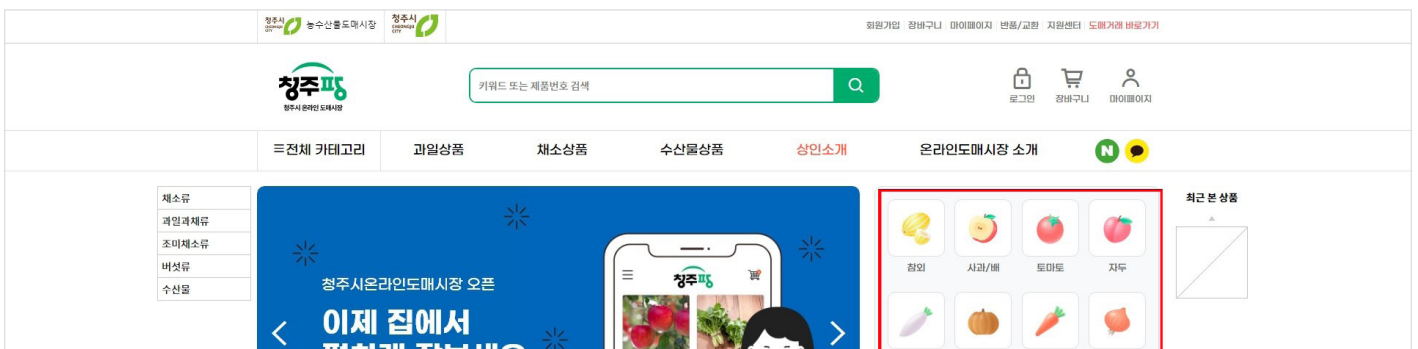 청주시 CHEONGJU CITY 농수산물도매시장 청주시 CHEONGJU CITY
회원가입 장바구니 마이페이지 반품/교환 지원센터 도매거래 바로가기
청주팡
청주시 온라인 도매시장
키워드 또는 제품번호 검색
로그인 장바구니 마이페이지
전체 카테고리 과일상품 채소상품 수산물상품 상인소개 온라인도매시장 소개 N
채소류
과일과채류
조미채소류
버섯류
수산물
청주시온라인도매시장 오픈
이제 집에서
청주팡
참외 사과/배 토마토 자두
최근 본 상품